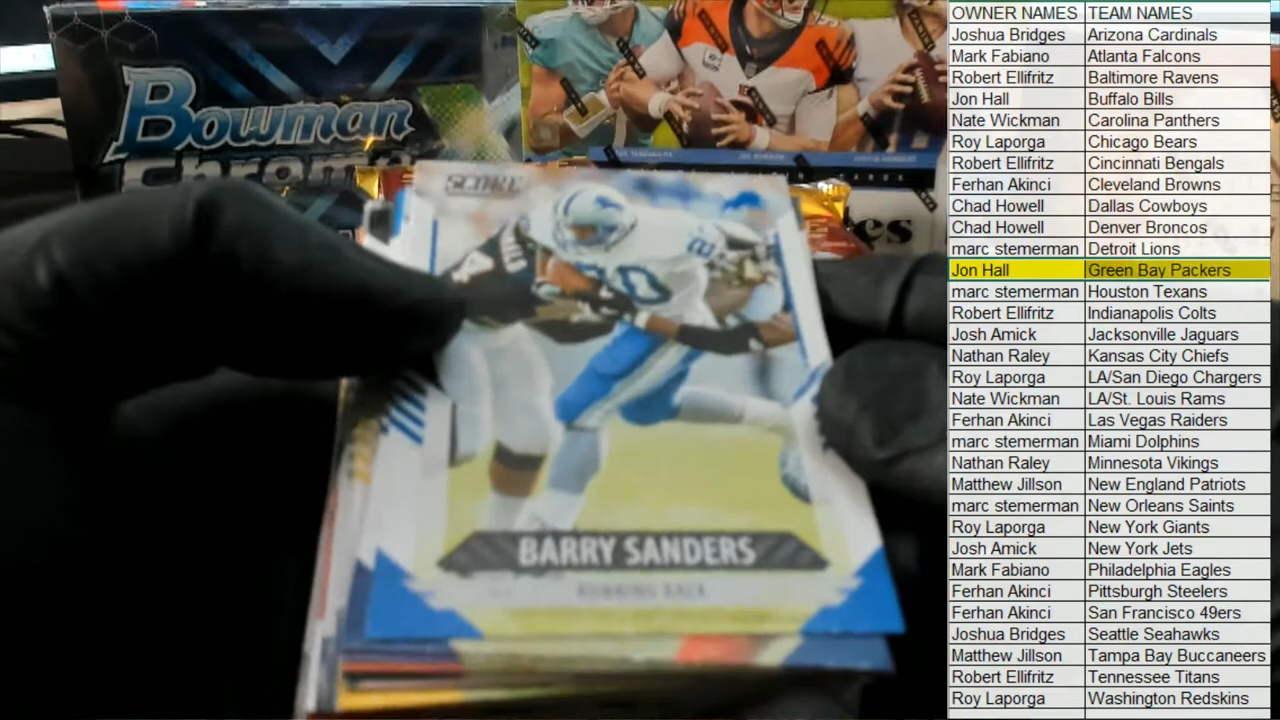 Bowman
Chrome
SCORE
80
BARRY SANDERS
RUNNING BACK
OWNER NAMES TEAM NAMES
Joshua Bridges Arizona Cardinals
Mark Fabiano Atlanta Falcons
Robert Ellifritz Baltimore Ravens
Jon Hall Buffalo Bills
Nate Wickman Carolina Panthers
Roy Laporga Chicago Bears
Robert Ellifritz Cincinnati Bengals
Ferhan Akinci Cleveland Browns
Chad Howell Dallas Cowboys
Chad Howell Denver Broncos
marc stemerman Detroit Lions
Jon Hall Green Bay Packers
marc stemerman Houston Texans
Robert Ellifritz Indianapolis Colts
Josh Amick Jacksonville Jaguars
Nathan Raley Kansas City Chiefs
Roy Laporga LA/San Diego Chargers
Nate Wickman LA/St. Louis Rams
Ferhan Akinci Las Vegas Raiders
marc stemerman Miami Dolphins
Nathan Raley Minnesota Vikings
Matthew Jillson New England Patriots
marc stemerman New Orleans Saints
Roy Laporga New York Giants
Josh Amick New York Jets
Mark Fabiano Philadelphia Eagles
Ferhan Akinci Pittsburgh Steelers
Ferhan Akinci San Francisco 49ers
Joshua Bridges Seattle Seahawks
Matthew Jillson Tampa Bay Buccaneers
Robert Ellifritz Tennessee Titans
Roy Laporga Washington Redskins